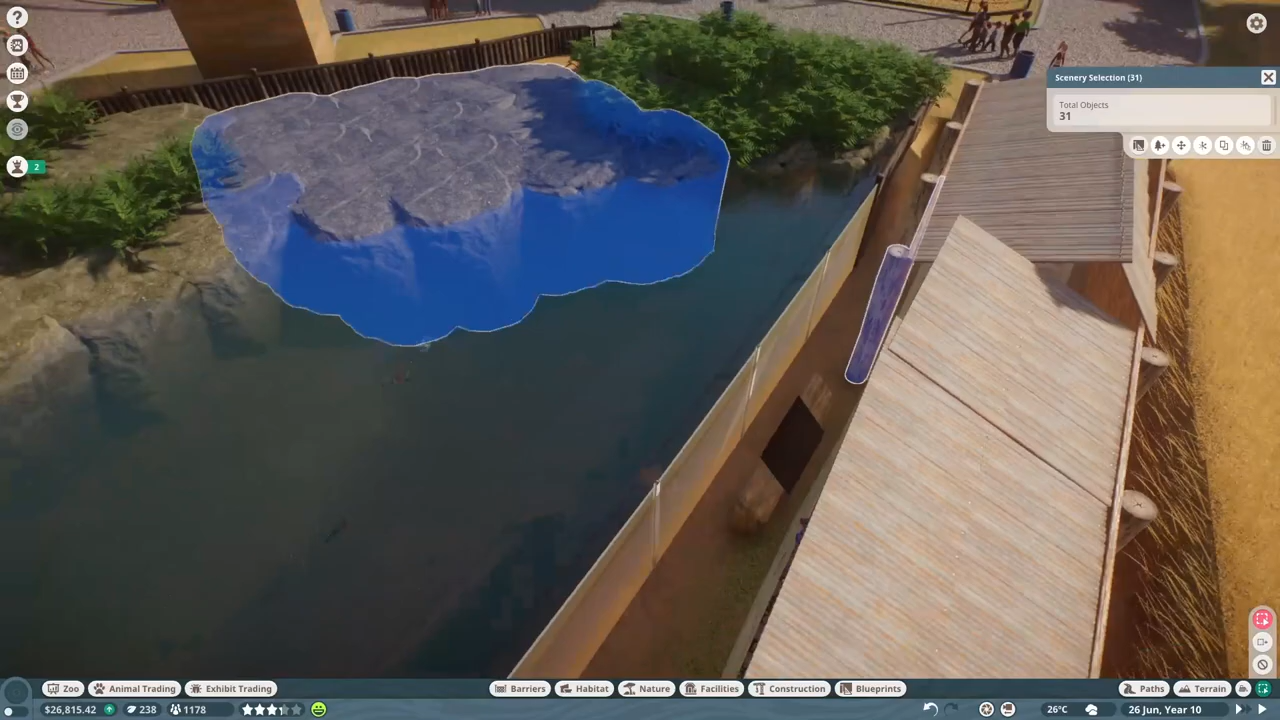 Scenery Selection (31)
Total Objects
31
2
Zoo
Animal Trading
Exhibit Trading
Barriers
Habitat
Nature
Facilities
Construction
Blueprints
Paths
Terrain
$26,815.42
238
1178
26°C
26 Jun, Year 10